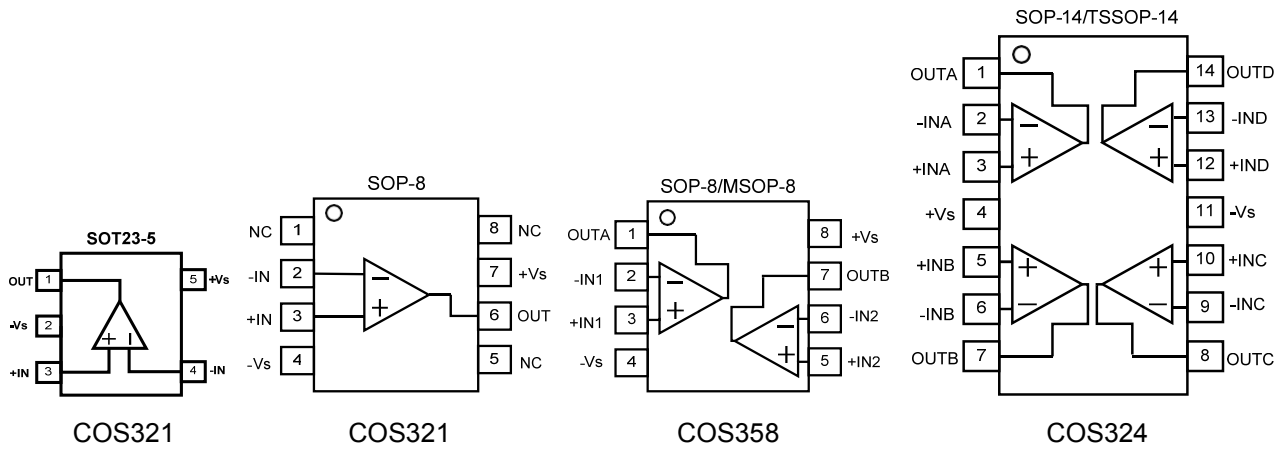 SOT23-5
OUT 1
5 +Vs
-Vs 2
+IN 3
4 -IN
+ −
COS321
SOP-8
NC 1
8 NC
-IN 2
7 +Vs
+IN 3
6 OUT
-Vs 4
5 NC
−
+
COS321
SOP-8/MSOP-8
OUTA 1
8 +Vs
-IN1 2
7 OUTB
+IN1 3
6 -IN2
-Vs 4
5 +IN2
−
+
−
+
COS358
SOP-14/TSSOP-14
OUTA 1
14 OUTD
-INA 2
13 -IND
+INA 3
12 +IND
+Vs 4
11 -Vs
+INB 5
10 +INC
-INB 6
9 -INC
OUTB 7
8 OUTC
− −
+ +
+ +
− −
COS324